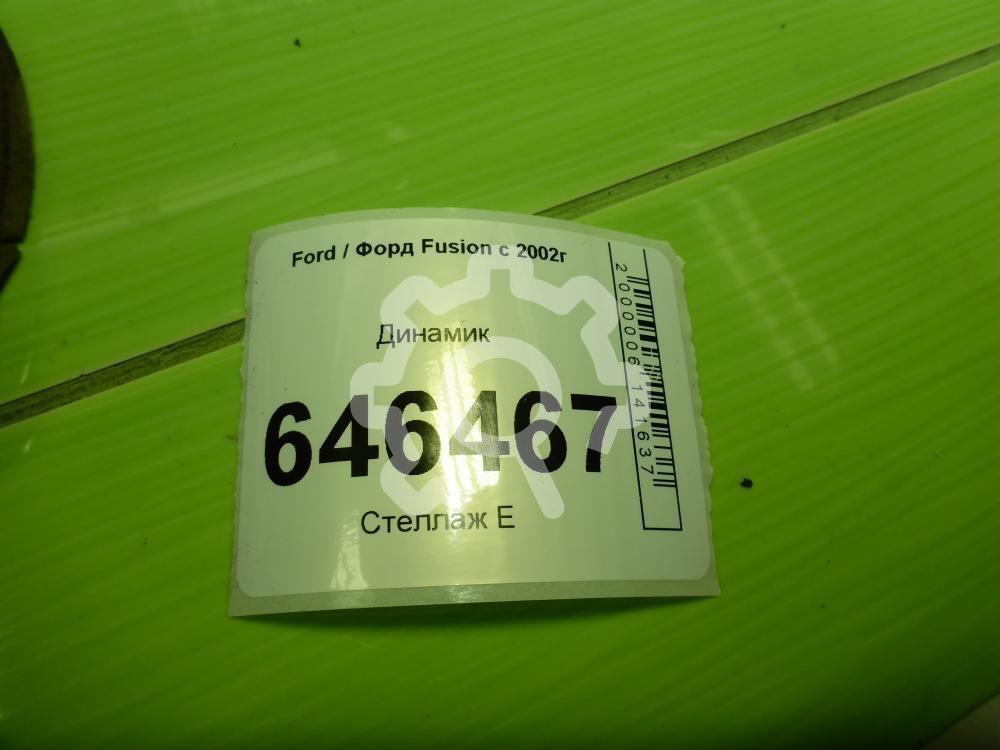 Ford / Форд Fusion с 2002г
Динамик
646467
Стеллаж Е
2000006141637